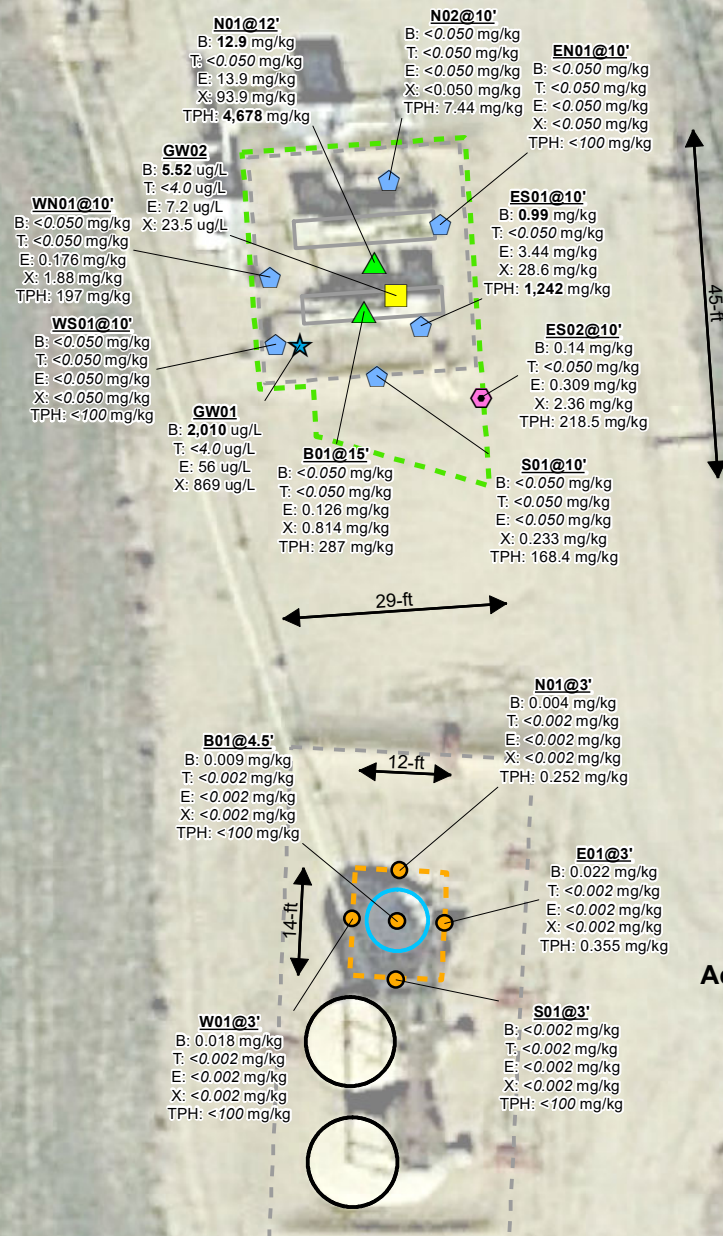 N01@12'
B: 12.9 mg/kg
T: <0.050 mg/kg
E: 13.9 mg/kg
X: 93.9 mg/kg
TPH: 4,678 mg/kg
N02@10'
B: <0.050 mg/kg
T: <0.050 mg/kg
E: <0.050 mg/kg
X: <0.050 mg/kg
TPH: 7.44 mg/kg
EN01@10'
B: <0.050 mg/kg
T: <0.050 mg/kg
E: <0.050 mg/kg
X: <0.050 mg/kg
TPH: <100 mg/kg
GW02
B: 5.52 ug/L
T: <4.0 ug/L
E: 7.2 ug/L
X: 23.5 ug/L
WN01@10'
B: <0.050 mg/kg
T: <0.050 mg/kg
E: 0.176 mg/kg
X: 1.88 mg/kg
TPH: 197 mg/kg
ES01@10'
B: 0.99 mg/kg
T: <0.050 mg/kg
E: 3.44 mg/kg
X: 28.6 mg/kg
TPH: 1,242 mg/kg
45-ft
WS01@10'
B: <0.050 mg/kg
T: <0.050 mg/kg
E: <0.050 mg/kg
X: <0.050 mg/kg
TPH: <100 mg/kg
ES02@10'
B: 0.14 mg/kg
T: <0.050 mg/kg
E: 0.309 mg/kg
X: 2.36 mg/kg
TPH: 218.5 mg/kg
GW01
B: 2,010 ug/L
T: <4.0 ug/L
E: 56 ug/L
X: 869 ug/L
B01@15'
B: <0.050 mg/kg
T: <0.050 mg/kg
E: 0.126 mg/kg
X: 0.814 mg/kg
TPH: 287 mg/kg
S01@10'
B: <0.050 mg/kg
T: <0.050 mg/kg
E: <0.050 mg/kg
X: 0.233 mg/kg
TPH: 168.4 mg/kg
29-ft
N01@3'
B: 0.004 mg/kg
T: <0.002 mg/kg
E: <0.002 mg/kg
X: <0.002 mg/kg
TPH: 0.252 mg/kg
B01@4.5'
B: 0.009 mg/kg
T: <0.002 mg/kg
E: <0.002 mg/kg
X: <0.002 mg/kg
TPH: <100 mg/kg
12-ft
E01@3'
B: 0.022 mg/kg
T: <0.002 mg/kg
E: <0.002 mg/kg
X: <0.002 mg/kg
TPH: 0.355 mg/kg
14-ft
W01@3'
B: 0.018 mg/kg
T: <0.002 mg/kg
E: <0.002 mg/kg
X: <0.002 mg/kg
TPH: <100 mg/kg
S01@3'
B: <0.002 mg/kg
T: <0.002 mg/kg
E: <0.002 mg/kg
X: <0.002 mg/kg
TPH: <100 mg/kg